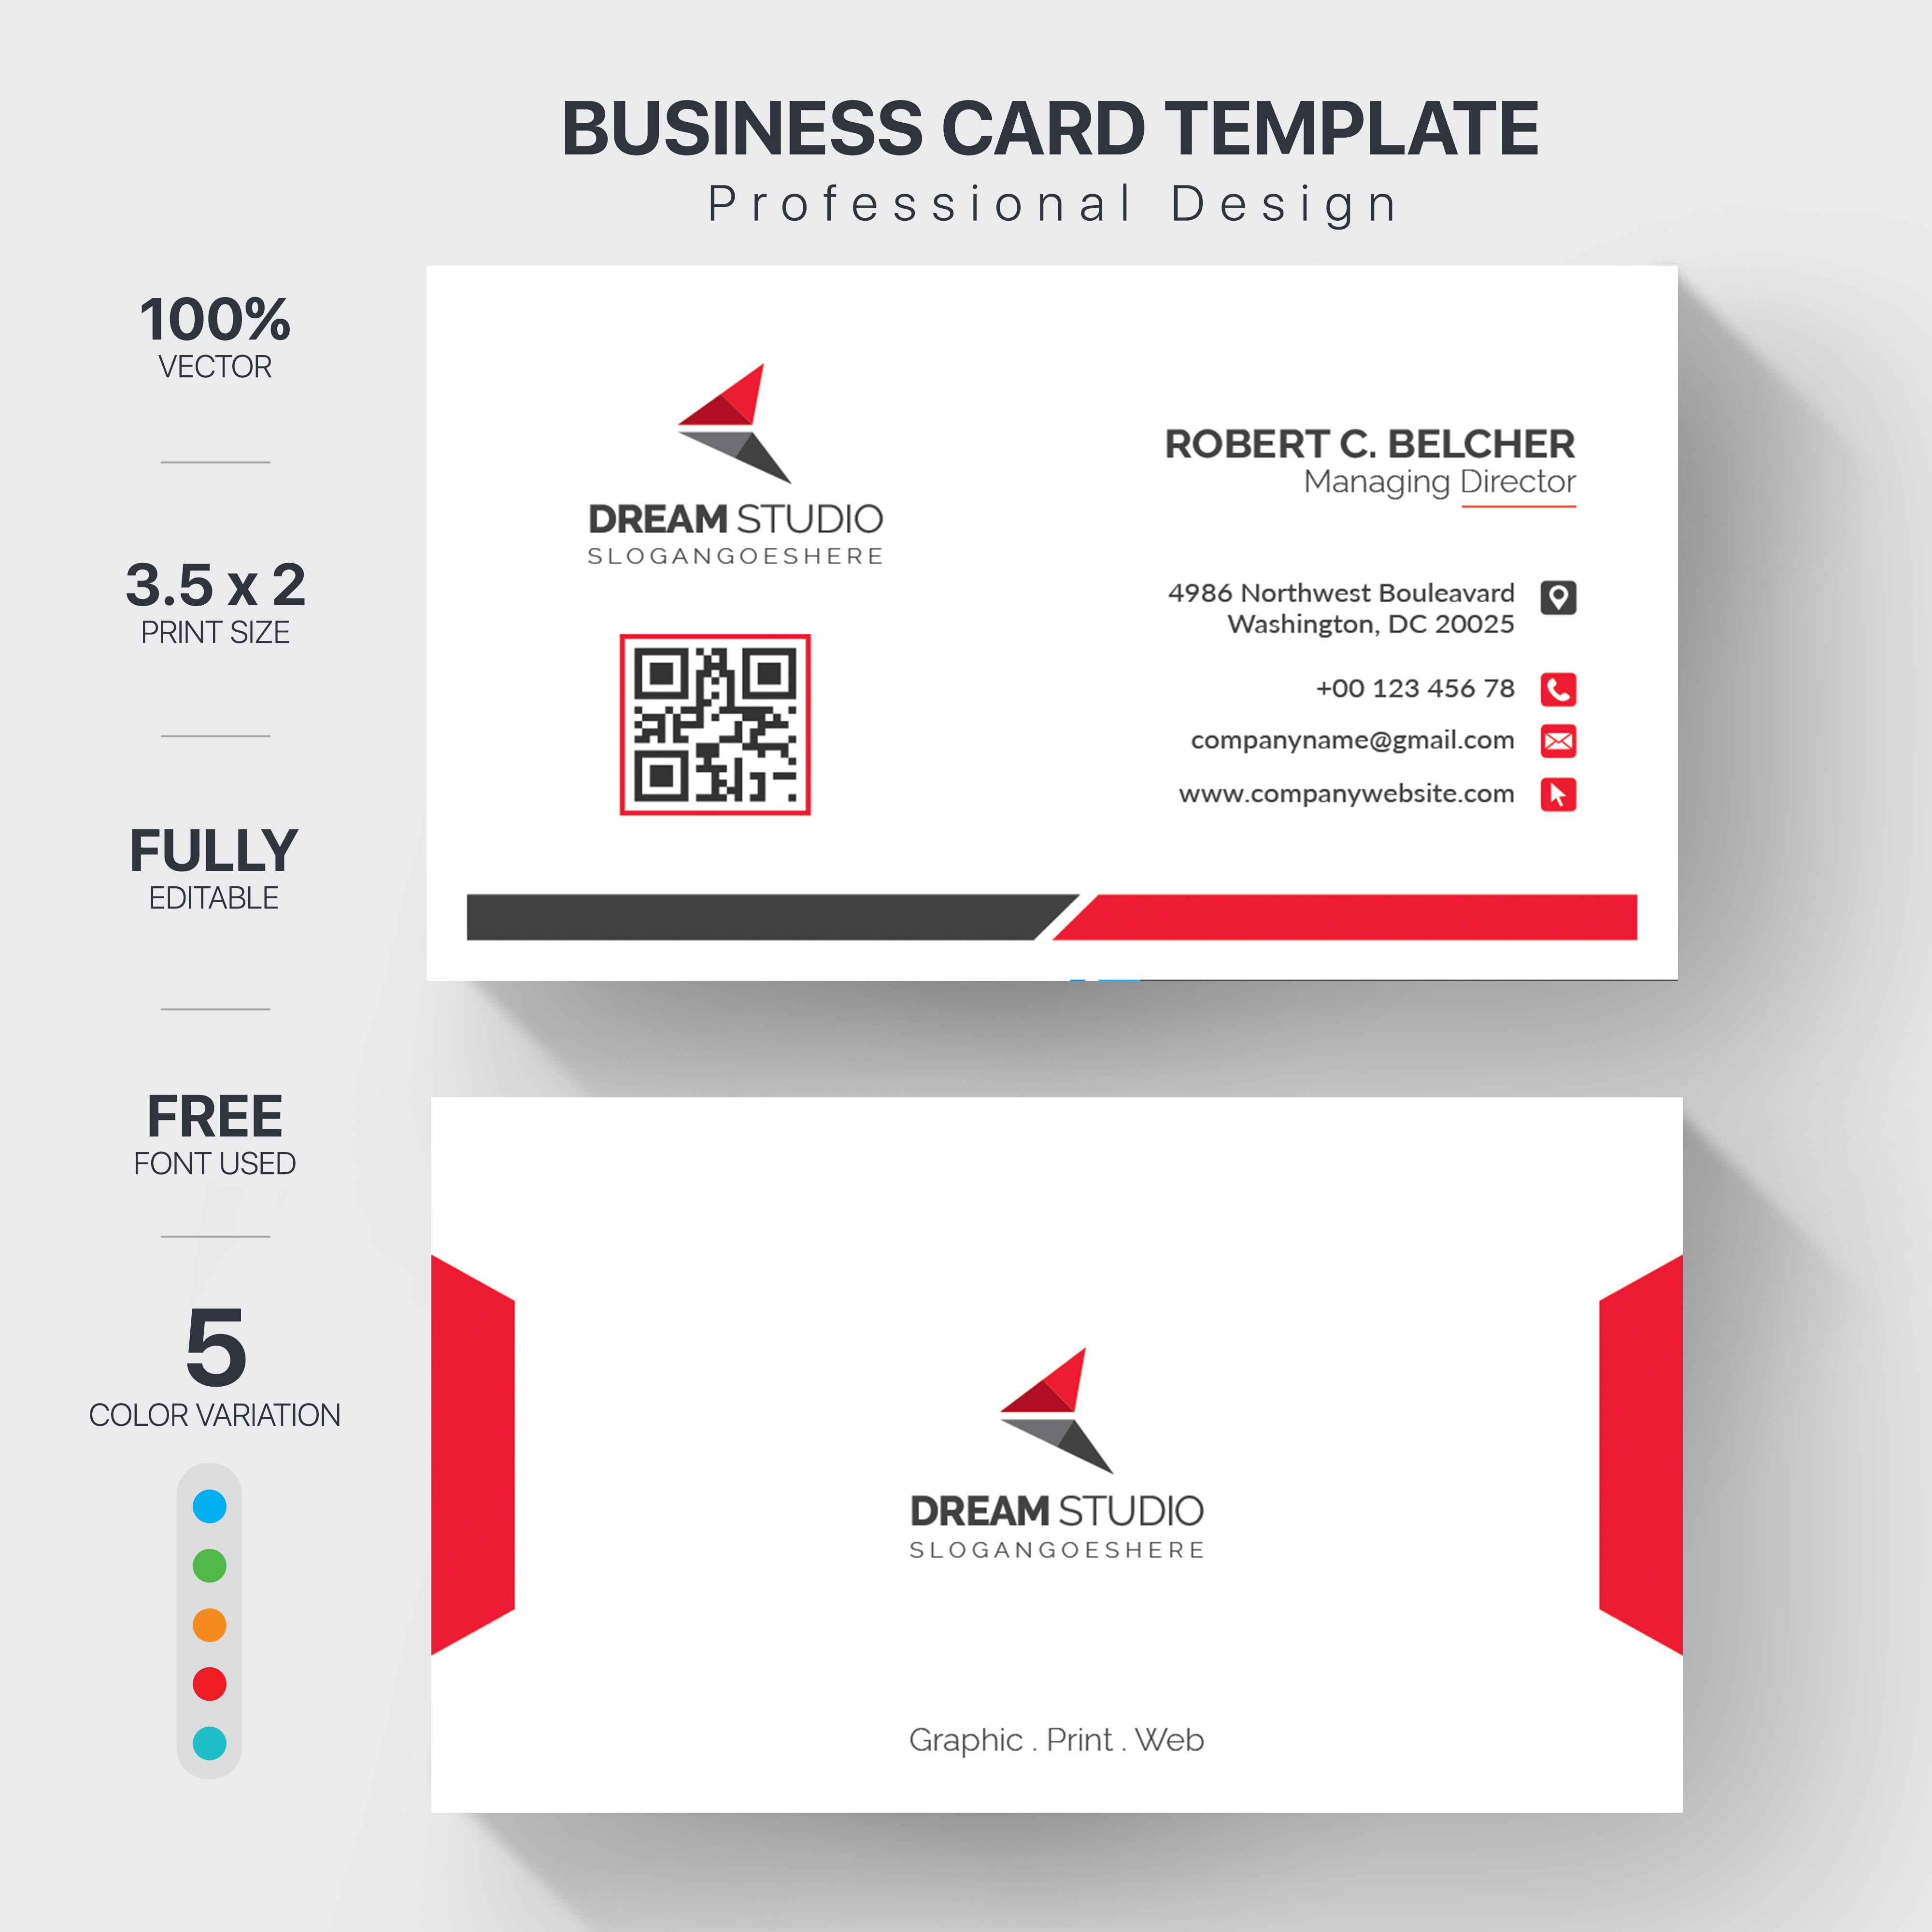 BUSINESS CARD TEMPLATE
Professional Design
100%
VECTOR
3.5 x 2
PRINT SIZE
FULLY
EDITABLE
FREE
FONT USED
5
COLOR VARIATION
DREAM STUDIO
SLOGANGOESHERE
ROBERT C. BELCHER
Managing Director
4986 Northwest Bouleavard
Washington, DC 20025
+00 123 456 78
companyname@gmail.com
www.companywebsite.com
DREAM STUDIO
SLOGANGOESHERE
Graphic . Print . Web